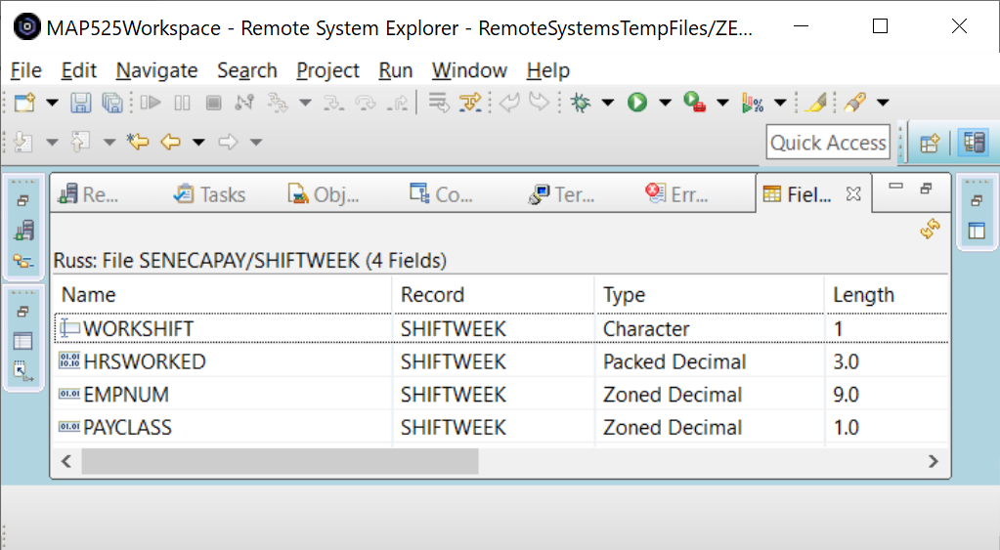 MAP525Workspace - Remote System Explorer - RemoteSystemsTempFiles/ZE...
File Edit Navigate Search Project Run Window Help
Quick Access
Re... Tasks Obj... Co... Ter... Err... Fiel...
Russ: File SENECAPAY/SHIFTWEEK (4 Fields)
Name Record Type Length
WORKSHIFT SHIFTWEEK Character 1
HRSWORKED SHIFTWEEK Packed Decimal 3.0
EMPNUM SHIFTWEEK Zoned Decimal 9.0
PAYCLASS SHIFTWEEK Zoned Decimal 1.0